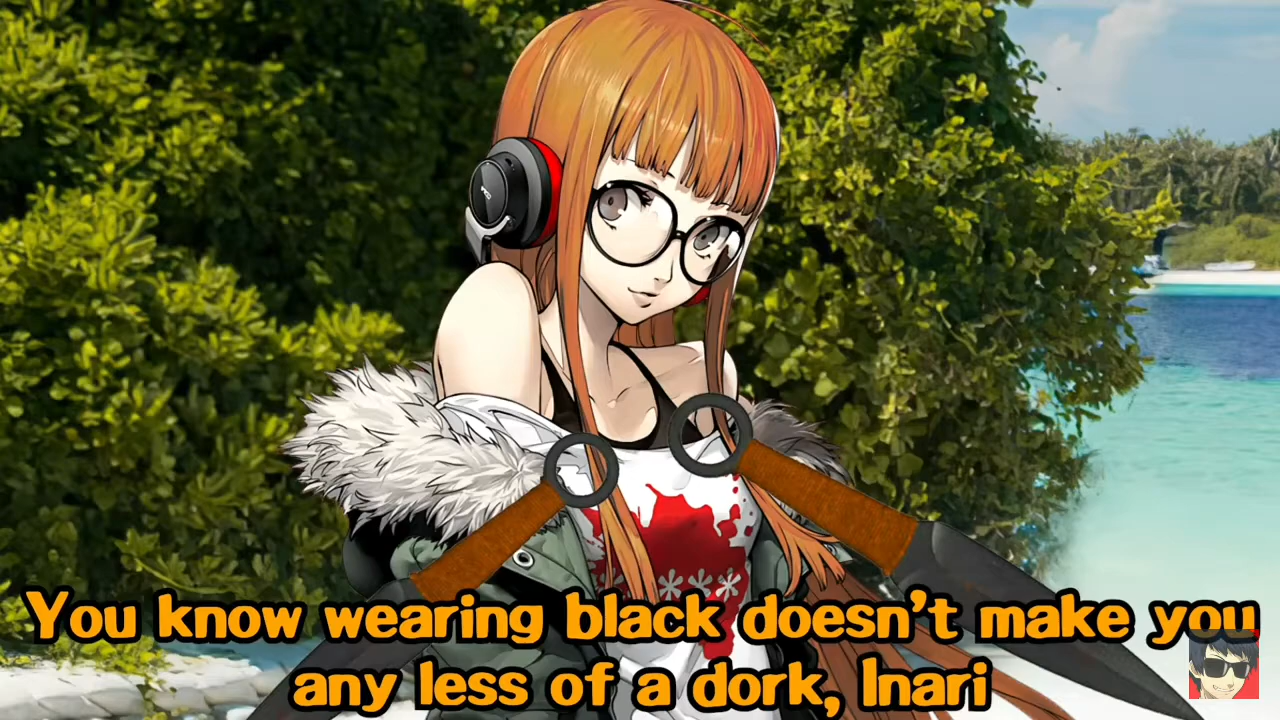 You know wearing black doesn't make you
any less of a dork, Inari